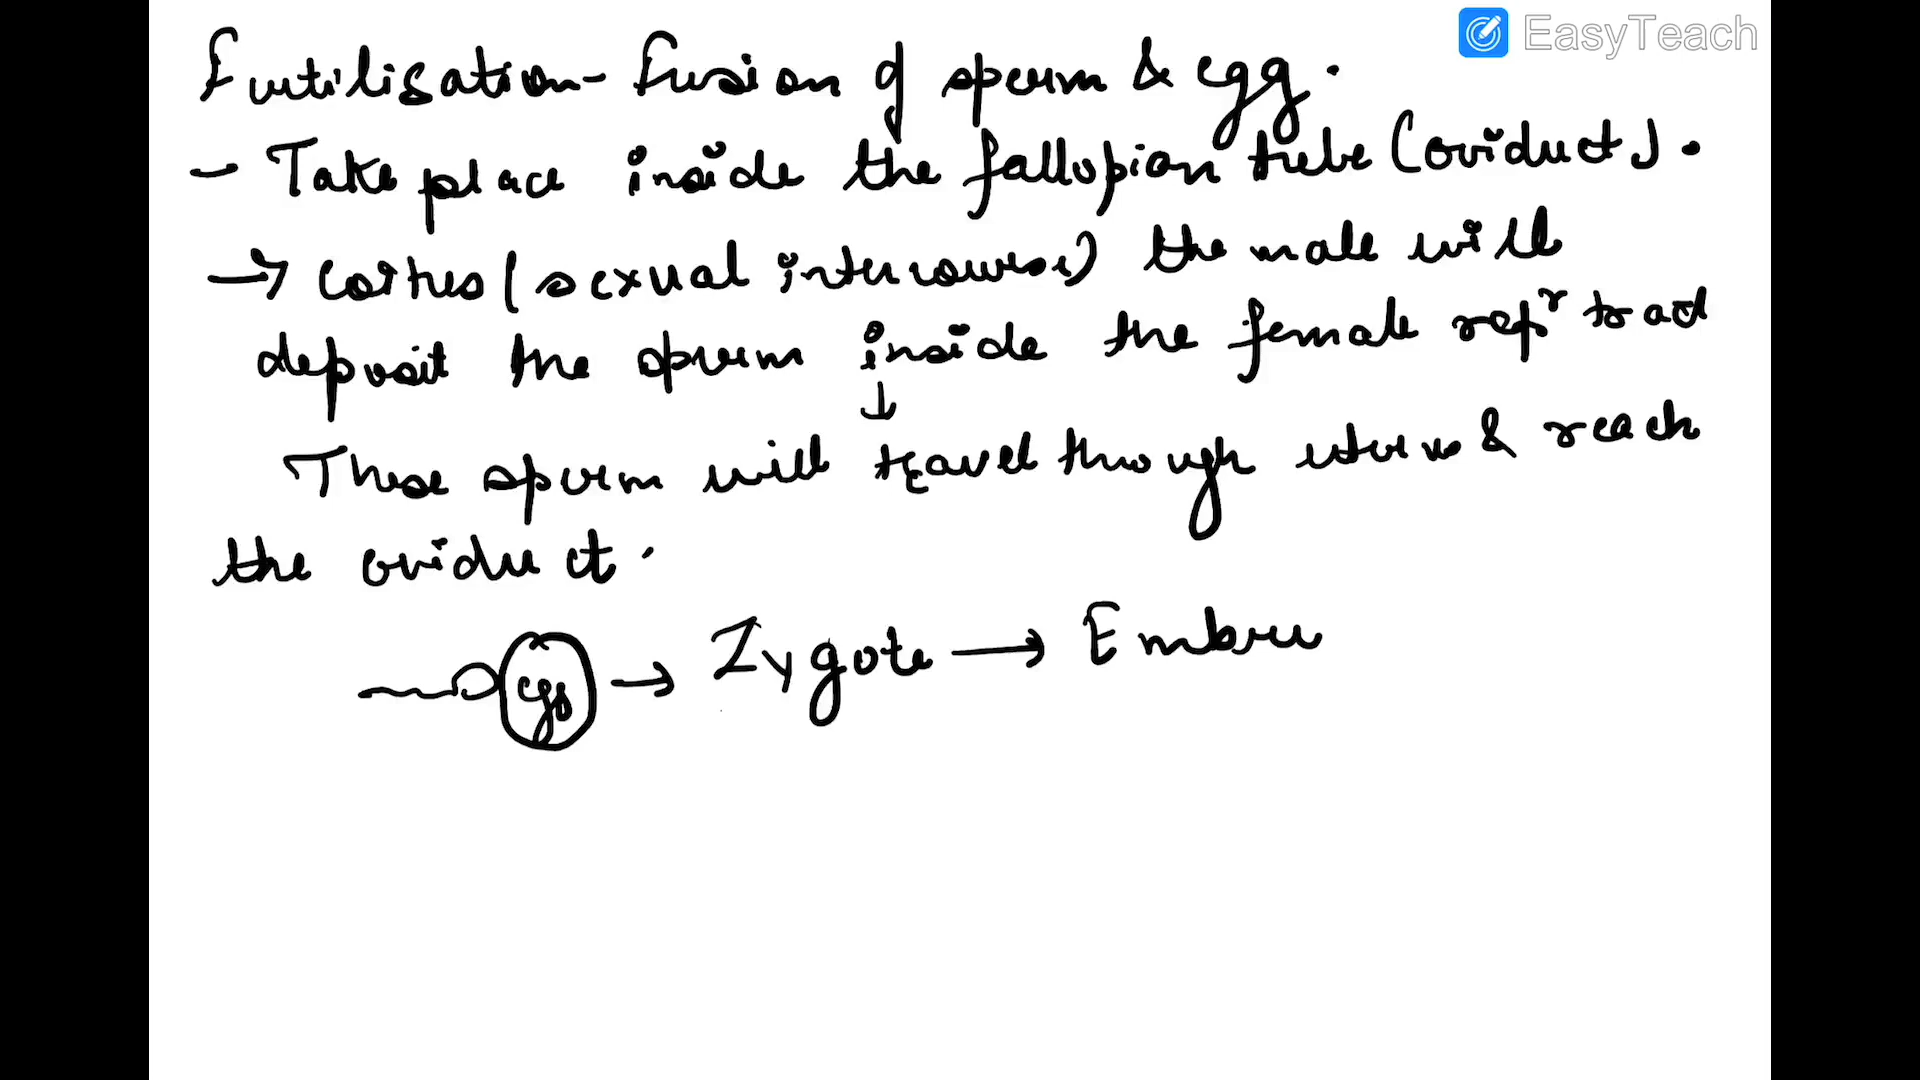 EasyTeach
Fertilisation - Fusion of sperm & egg.
- Take place inside the fallopian tube (oviduct).
→ Coitus (sexual intercourse) the male will
deposit the sperm inside the female repr tract
↓
These sperm will travel through uterus & reach
the oviduct.
egg → Zygote → Embry